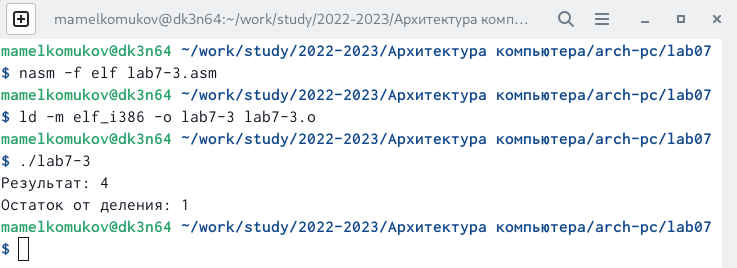 mamelkomukov@dk3n64:~/work/study/2022-2023/Архитектура комп…
mamelkomukov@dk3n64 ~/work/study/2022-2023/Архитектура компьютера/arch-pc/lab07
$ nasm -f elf lab7-3.asm
mamelkomukov@dk3n64 ~/work/study/2022-2023/Архитектура компьютера/arch-pc/lab07
$ ld -m elf_i386 -o lab7-3 lab7-3.o
mamelkomukov@dk3n64 ~/work/study/2022-2023/Архитектура компьютера/arch-pc/lab07
$ ./lab7-3
Результат: 4
Остаток от деления: 1
mamelkomukov@dk3n64 ~/work/study/2022-2023/Архитектура компьютера/arch-pc/lab07
$